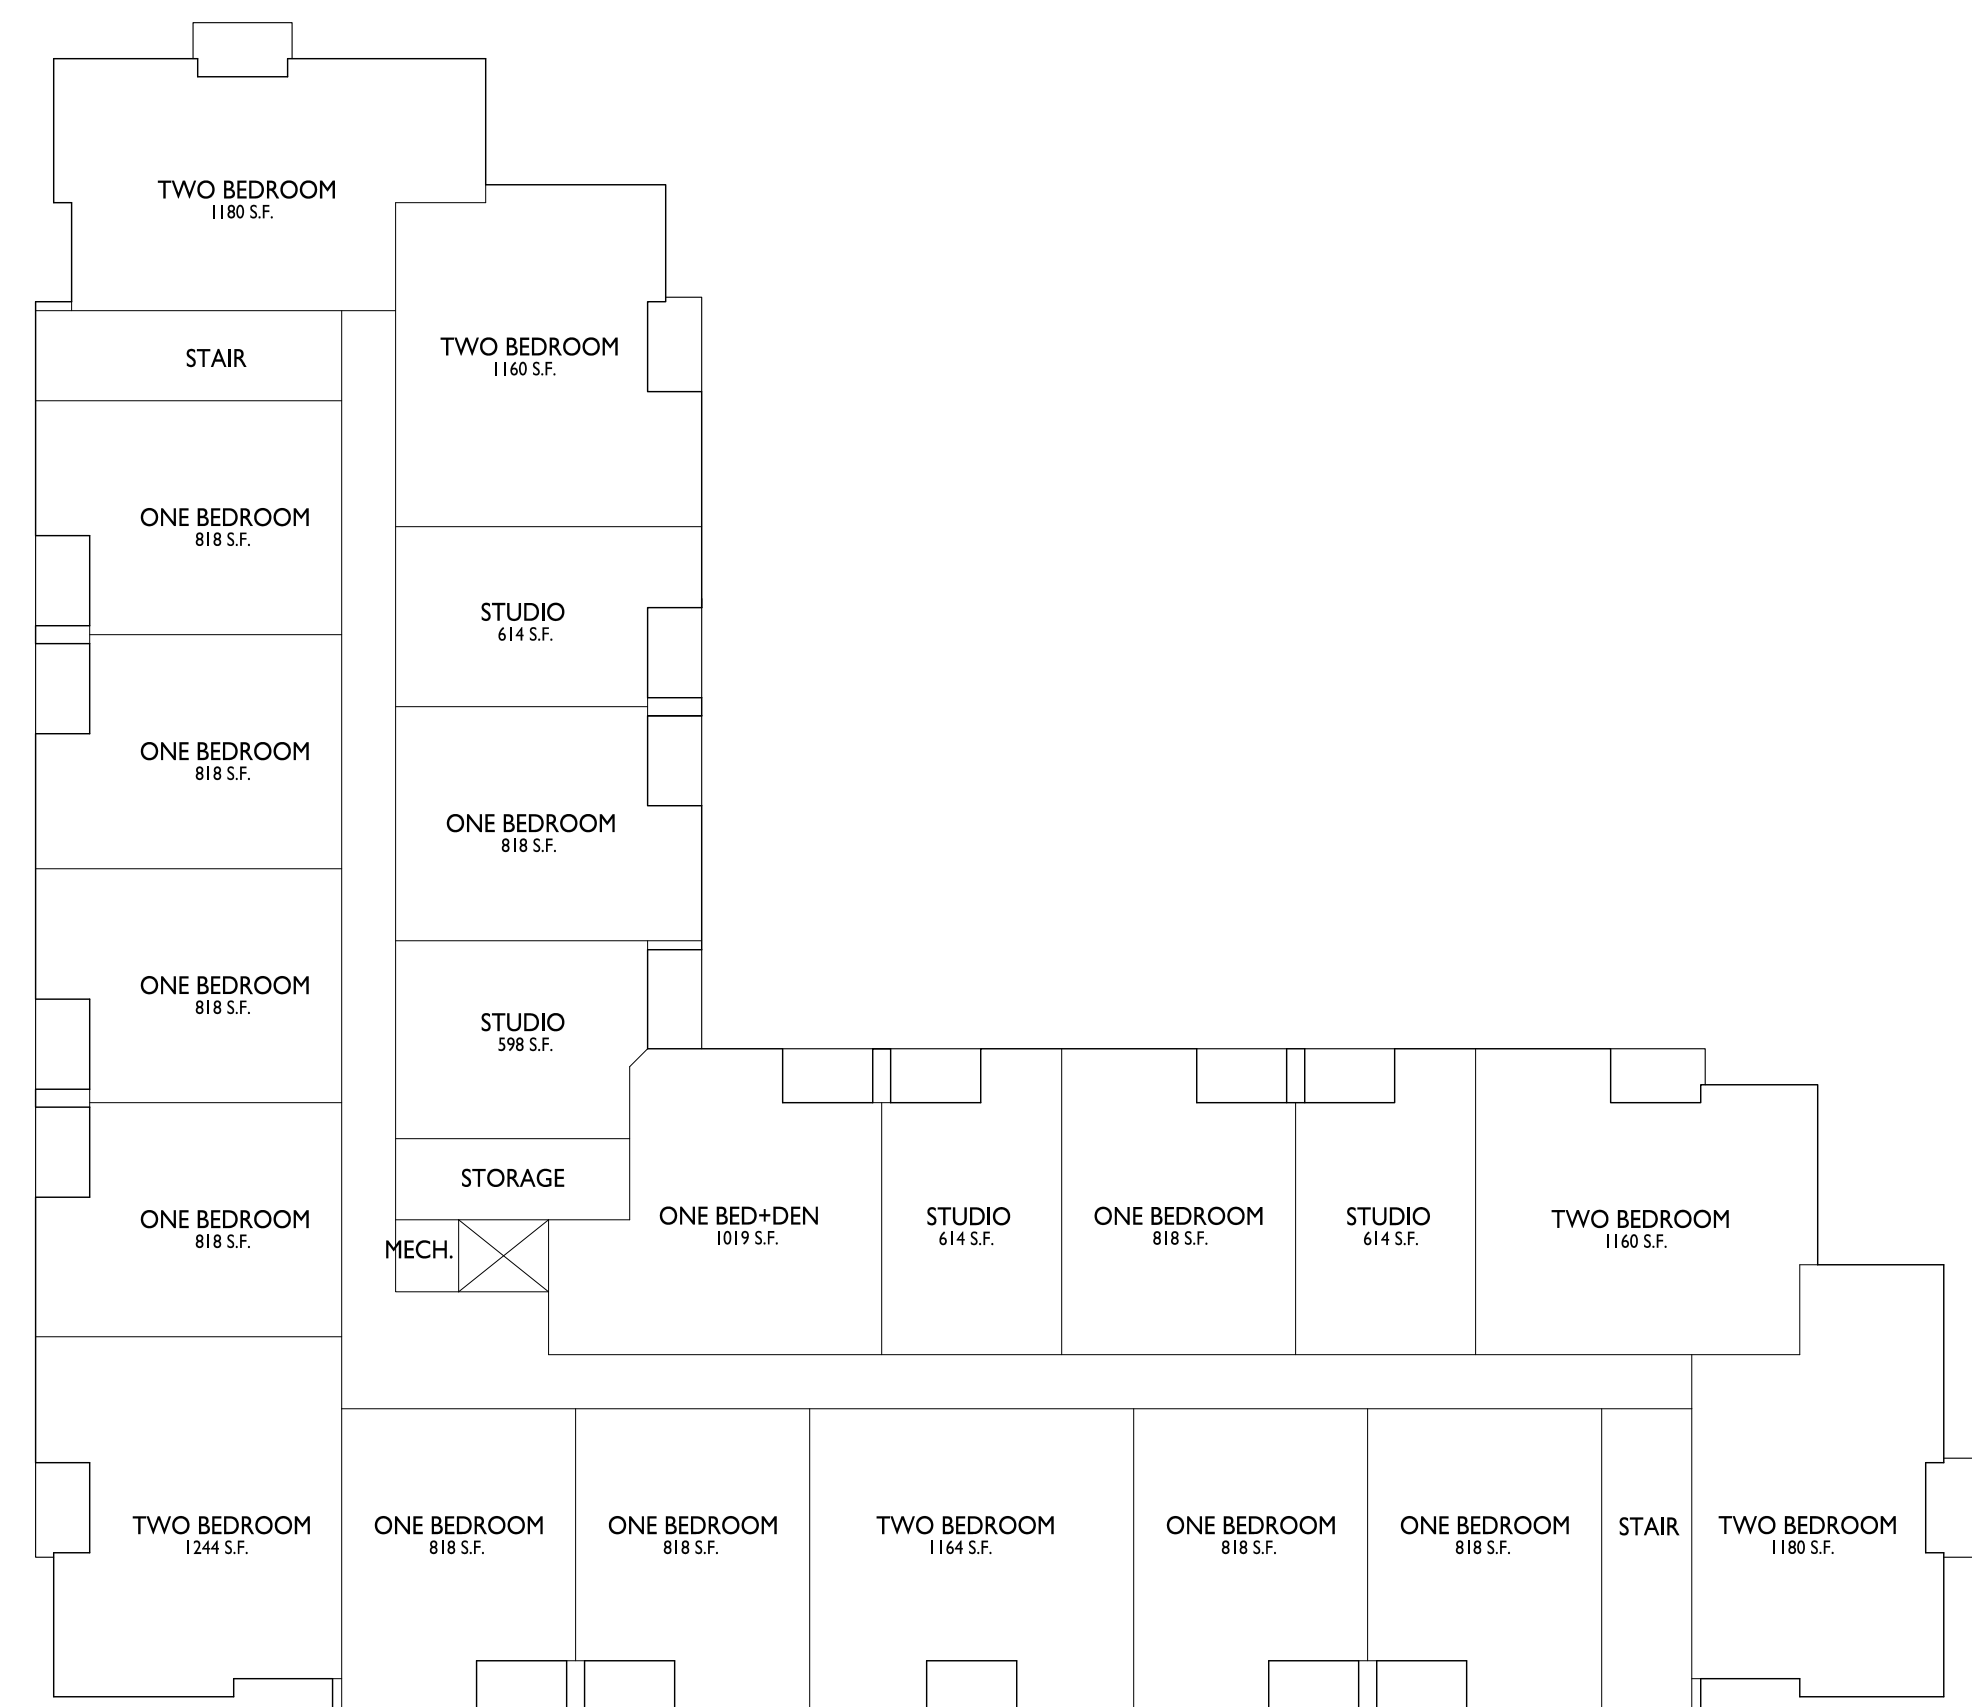 TWO BEDROOM
1180 S.F.
TWO BEDROOM
1160 S.F.
STAIR
ONE BEDROOM
818 S.F.
STUDIO
614 S.F.
ONE BEDROOM
818 S.F.
ONE BEDROOM
818 S.F.
ONE BEDROOM
818 S.F.
STUDIO
598 S.F.
STORAGE
ONE BEDROOM
818 S.F.
MECH.
ONE BED+DEN
1019 S.F.
STUDIO
614 S.F.
ONE BEDROOM
818 S.F.
STUDIO
614 S.F.
TWO BEDROOM
1160 S.F.
TWO BEDROOM
1244 S.F.
ONE BEDROOM
818 S.F.
ONE BEDROOM
818 S.F.
TWO BEDROOM
1164 S.F.
ONE BEDROOM
818 S.F.
ONE BEDROOM
818 S.F.
STAIR
TWO BEDROOM
1180 S.F.